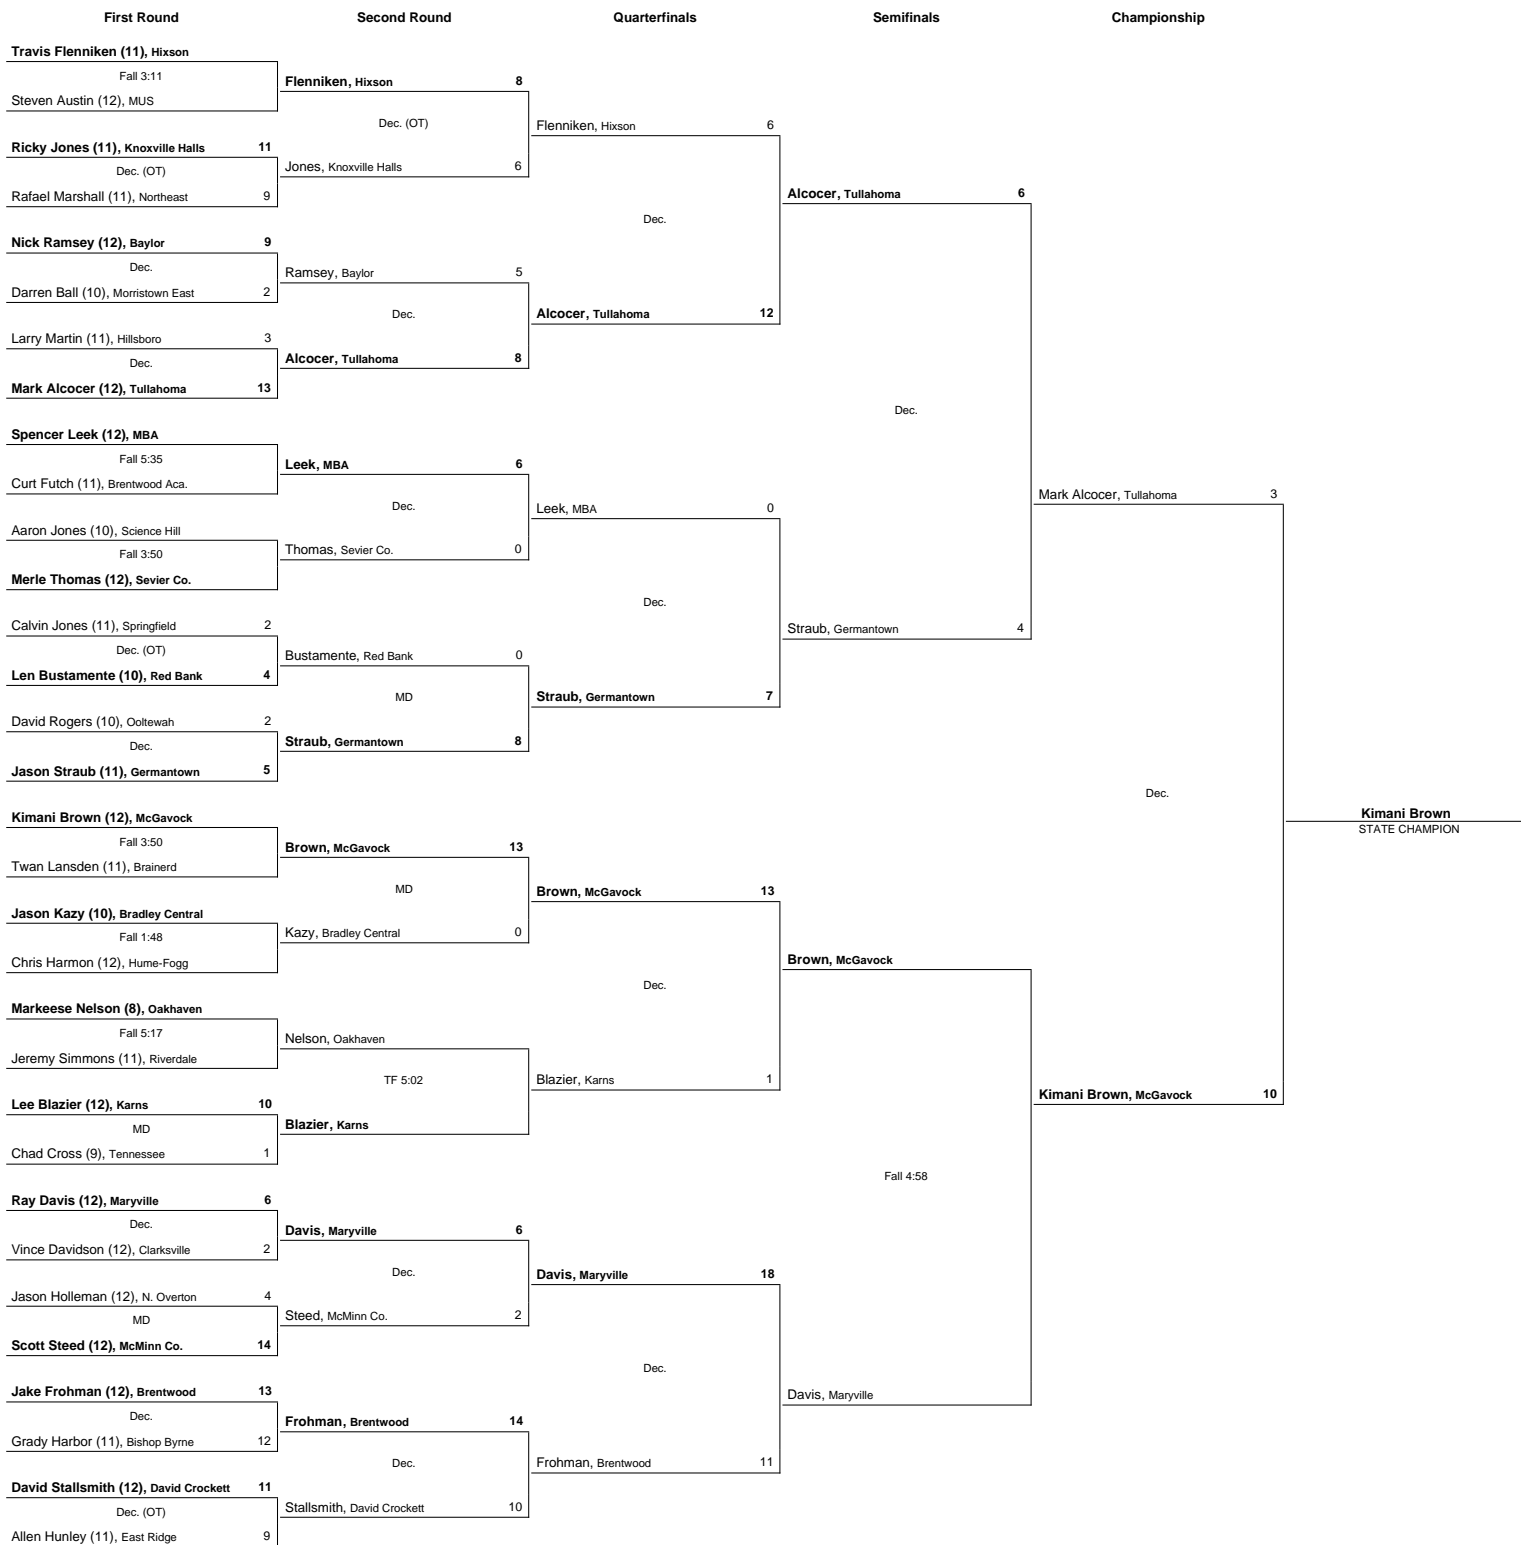 First Round
Second Round
Quarterfinals
Semifinals
Championship
Travis Flenniken (11), Hixson
Fall 3:11
Steven Austin (12), MUS
Ricky Jones (11), Knoxville Halls 11
Dec. (OT)
Rafael Marshall (11), Northeast 9
Nick Ramsey (12), Baylor 9
Dec.
Darren Ball (10), Morristown East 2
Larry Martin (11), Hillsboro 3
Dec.
Mark Alcocer (12), Tullahoma 13
Spencer Leek (12), MBA
Fall 5:35
Curt Futch (11), Brentwood Aca.
Aaron Jones (10), Science Hill
Fall 3:50
Merle Thomas (12), Sevier Co.
Calvin Jones (11), Springfield 2
Dec. (OT)
Len Bustamente (10), Red Bank 4
David Rogers (10), Ooltewah 2
Dec.
Jason Straub (11), Germantown 5
Kimani Brown (12), McGavock
Fall 3:50
Twan Lansden (11), Brainerd
Jason Kazy (10), Bradley Central
Fall 1:48
Chris Harmon (12), Hume-Fogg
Markeese Nelson (8), Oakhaven
Fall 5:17
Jeremy Simmons (11), Riverdale
Lee Blazier (12), Karns 10
MD
Chad Cross (9), Tennessee 1
Ray Davis (12), Maryville 6
Dec.
Vince Davidson (12), Clarksville 2
Jason Holleman (12), N. Overton 4
MD
Scott Steed (12), McMinn Co. 14
Jake Frohman (12), Brentwood 13
Dec.
Grady Harbor (11), Bishop Byrne 12
David Stallsmith (12), David Crockett 11
Dec. (OT)
Allen Hunley (11), East Ridge 9
Flenniken, Hixson 8
Dec. (OT)
Jones, Knoxville Halls 6
Ramsey, Baylor 5
Dec.
Alcocer, Tullahoma 8
Leek, MBA 6
Dec.
Thomas, Sevier Co. 0
Bustamente, Red Bank 0
MD
Straub, Germantown 8
Brown, McGavock 13
MD
Kazy, Bradley Central 0
Nelson, Oakhaven
TF 5:02
Blazier, Karns
Davis, Maryville 6
Dec.
Steed, McMinn Co. 2
Frohman, Brentwood 14
Dec.
Stallsmith, David Crockett 10
Flenniken, Hixson 6
Dec.
Alcocer, Tullahoma 12
Leek, MBA 0
Dec.
Straub, Germantown 7
Brown, McGavock 13
Dec.
Blazier, Karns 1
Davis, Maryville 18
Dec.
Frohman, Brentwood 11
Alcocer, Tullahoma 6
Dec.
Straub, Germantown 4
Brown, McGavock
Fall 4:58
Davis, Maryville
Mark Alcocer, Tullahoma 3
Dec.
Kimani Brown, McGavock 10
Kimani Brown
STATE CHAMPION